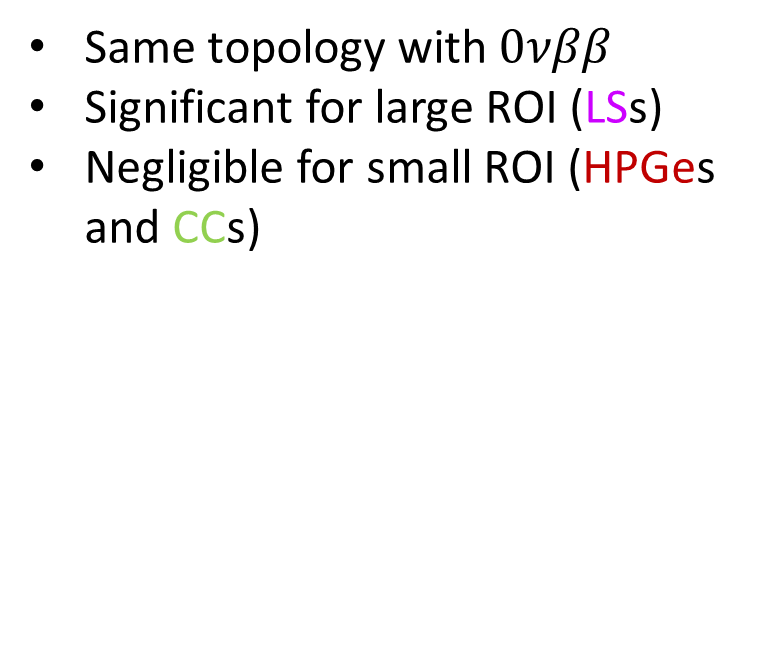 • Same topology with 0𝜈𝛽𝛽
• Significant for large ROI (LSs)
• Negligible for small ROI (HPGes
and CCs)